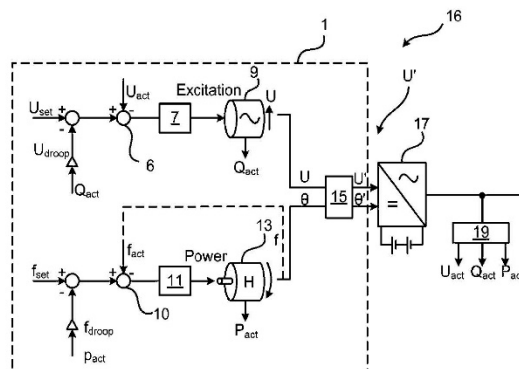 1
16
U'
Excitation
9
U
17
Uset
+
-
Uact
+
-
7
6
Udroop
Qact
Qact
U
θ
15
U'
θ'
19
Uact
Qact
Pac
fact
Power
13
f
fset
+
-
+
-
11
10
H
fdroop
pact
Pact